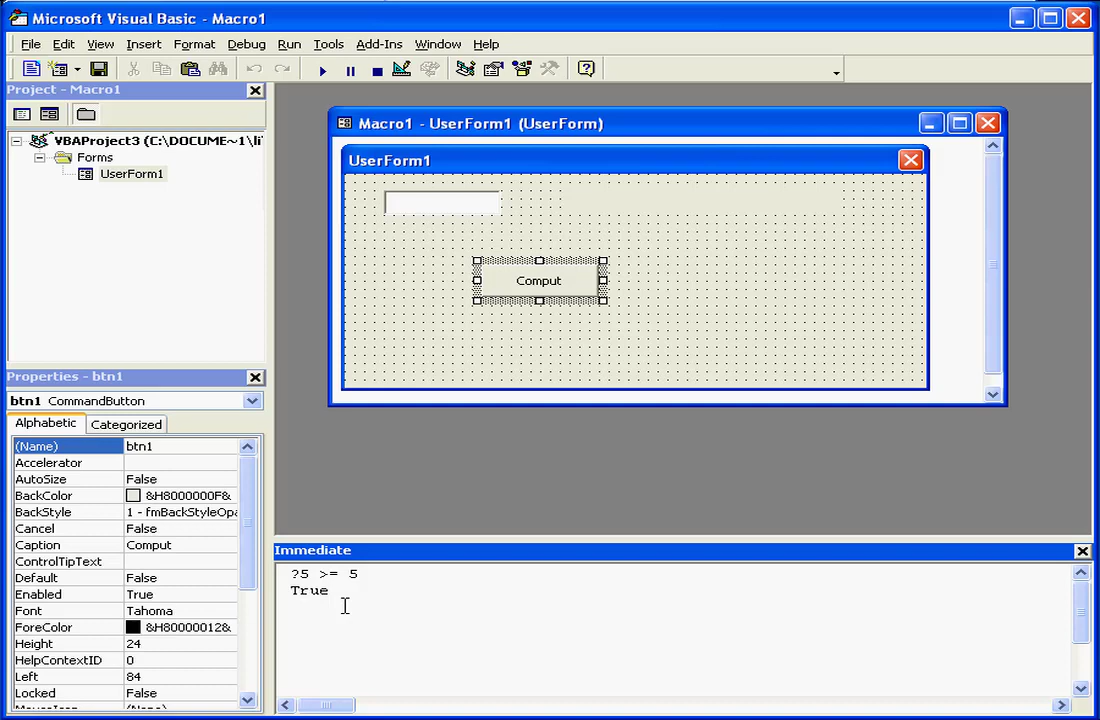 Microsoft Visual Basic - Macro1
File Edit View Insert Format Debug Run Tools Add-Ins Window Help
Project - Macro1
VBAProject3 (C:\DOCUME~1\li
Forms
UserForm1
Macro1 - UserForm1 (UserForm)
UserForm1
Comput
Properties - btn1
btn1 CommandButton
Alphabetic Categorized
(Name) btn1
Accelerator
AutoSize False
BackColor &H8000000F&
BackStyle 1 - fmBackStyleOpa
Cancel False
Caption Comput
ControlTipText
Default False
Enabled True
Font Tahoma
ForeColor &H80000012&
Height 24
HelpContextID 0
Left 84
Locked False
MouseIcon (None)
Immediate
?5 >= 5
True